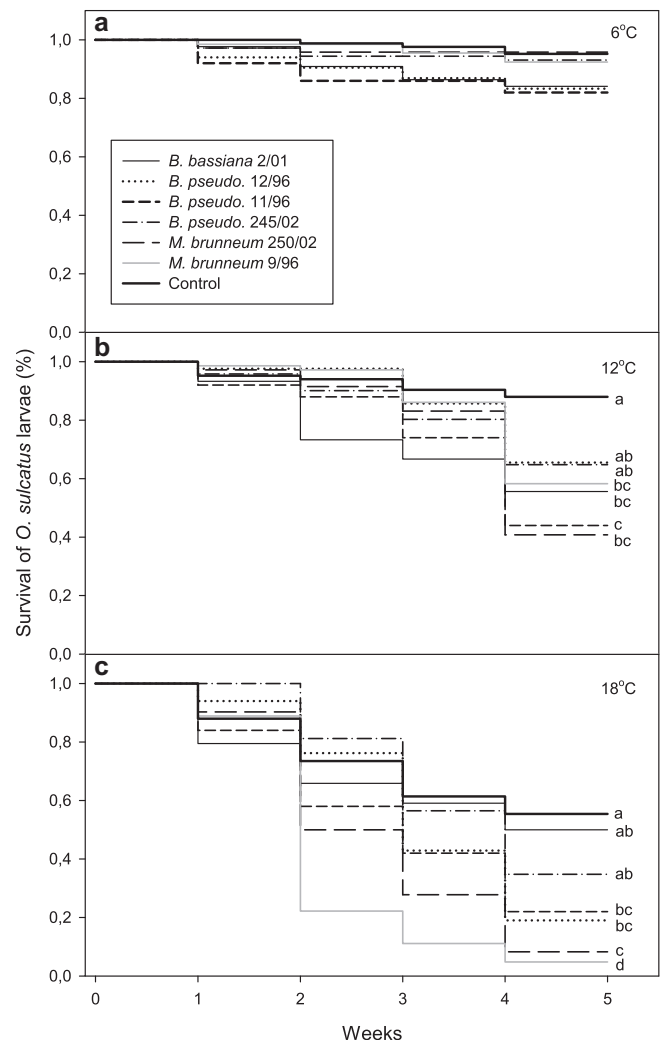 a
6°C
1,0
0,8
0,6
0,4
0,2
0,0
B. bassiana 2/01
B. pseudo. 12/96
B. pseudo. 11/96
B. pseudo. 245/02
M. brunneum 250/02
M. brunneum 9/96
Control
b
12°C
1,0
0,8
0,6
0,4
0,2
0,0
a
ab
ab
bc
bc
c
bc
Survival of O. sulcatus larvae (%)
c
18°C
1,0
0,8
0,6
0,4
0,2
0,0
a
ab
ab
bc
bc
c
d
0 1 2 3 4 5
Weeks